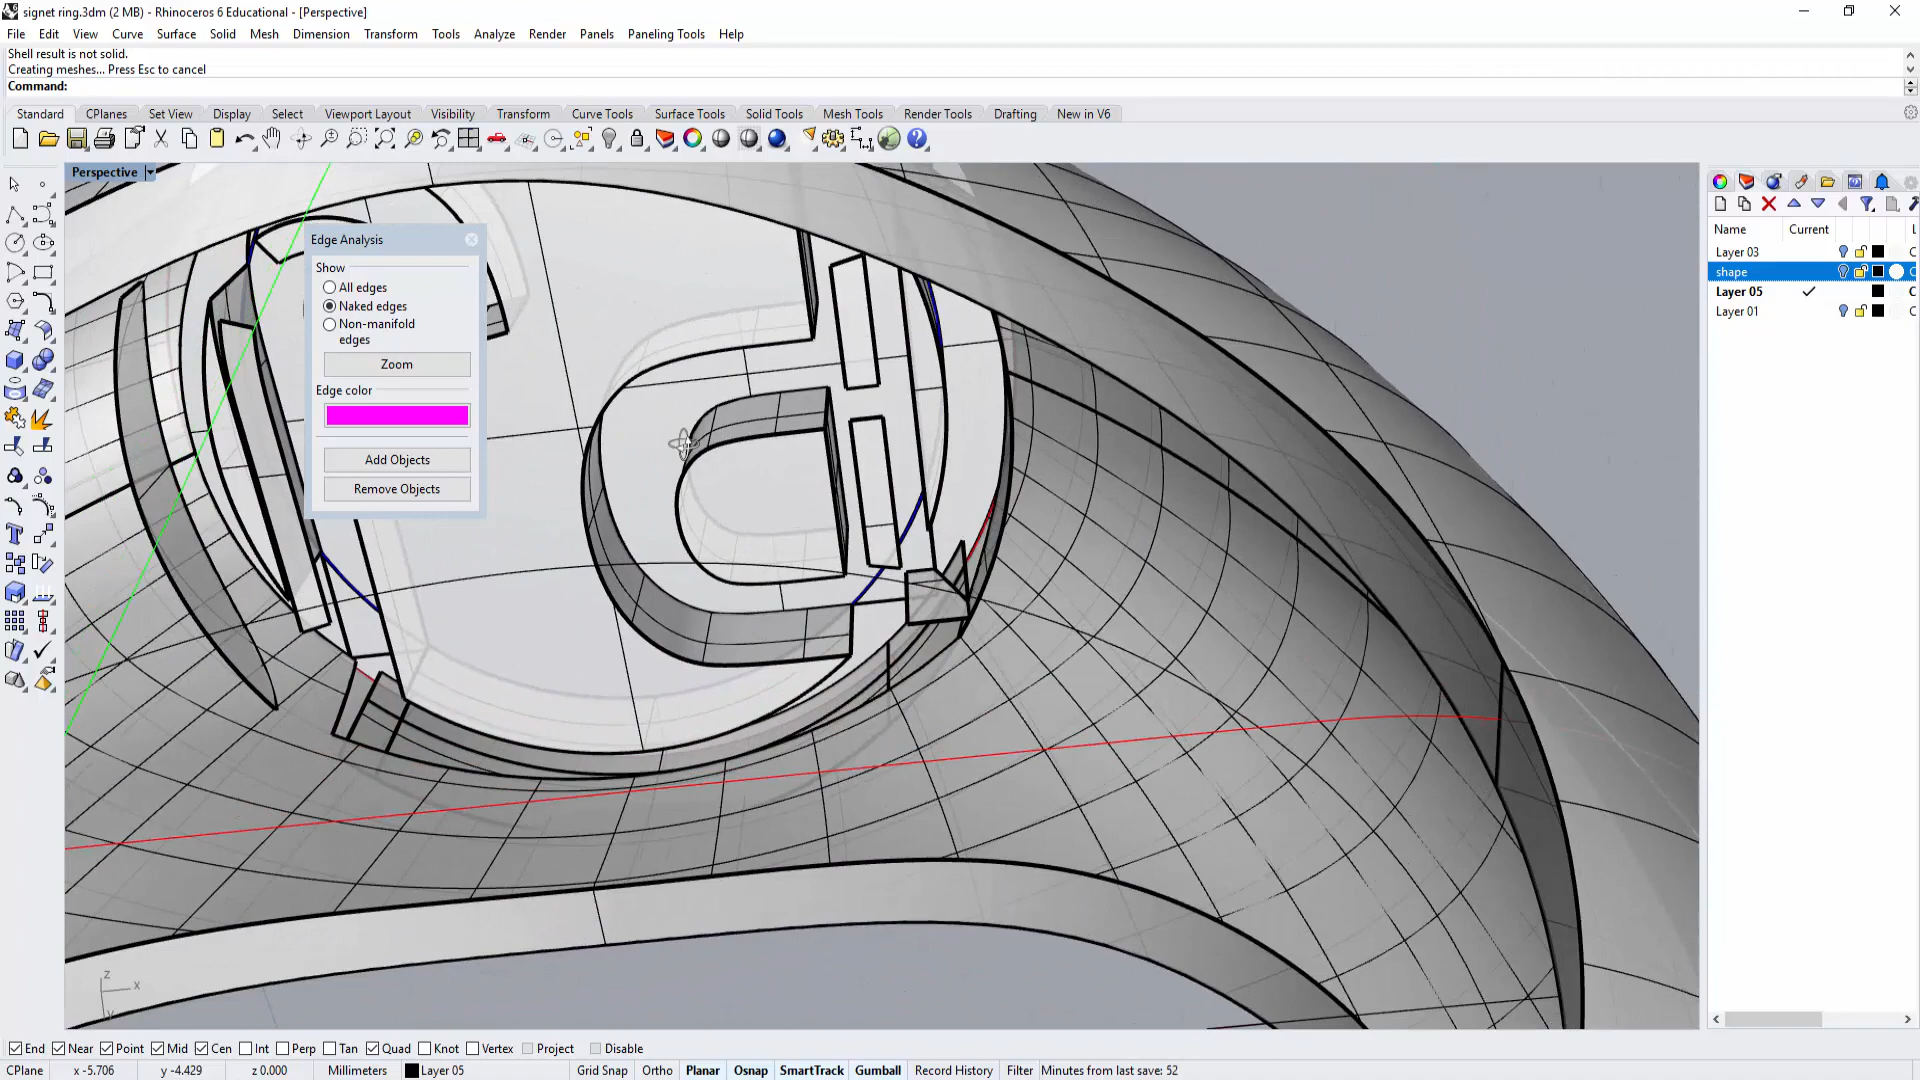 signet ring.3dm (2 MB) - Rhinoceros 6 Educational - [Perspective]
File Edit View Curve Surface Solid Mesh Dimension Transform Tools Analyze Render Panels Paneling Tools Help
Shell result is not solid.
Creating meshes... Press Esc to cancel
Command:
Standard CPlanes Set View Display Select Viewport Layout Visibility Transform Curve Tools Surface Tools Solid Tools Mesh Tools Render Tools Drafting New in V6
Perspective
Edge Analysis
Show
All edges
Naked edges
Non-manifold
edges
Zoom
Edge color
Add Objects
Remove Objects
Name Current L
Layer 03 C
shape C
Layer 05 C
Layer 01 C
z
x
y
End Near Point Mid Cen Int Perp Tan Quad Knot Vertex Project Disable
CPlane x -5.706 y -4.429 z 0.000 Millimeters Layer 05 Grid Snap Ortho Planar Osnap SmartTrack Gumball Record History Filter Minutes from last save: 52